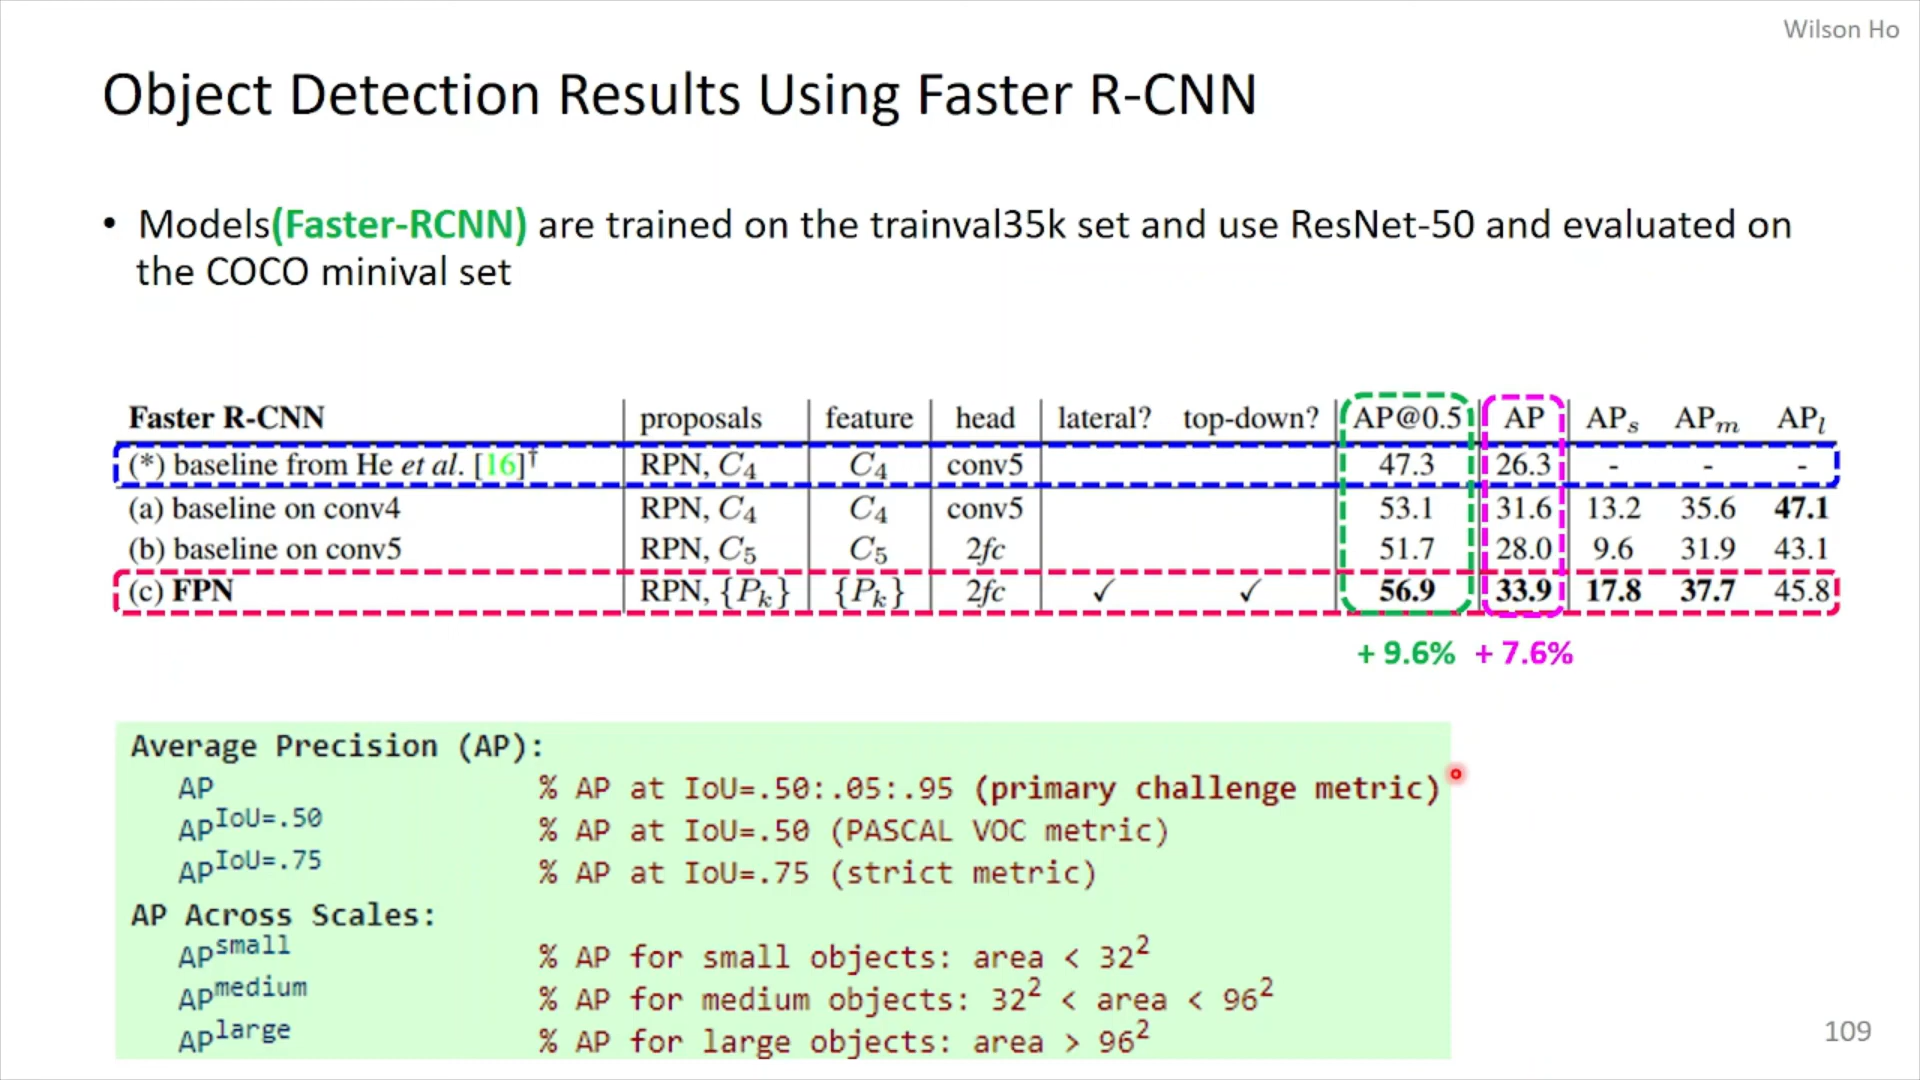 Wilson Ho
Object Detection Results Using Faster R-CNN
• Models(Faster-RCNN) are trained on the trainval35k set and use ResNet-50 and evaluated on
the COCO minival set
Faster R-CNN proposals feature head lateral? top-down? AP@0.5 AP APs APm APl
(*) baseline from He et al. [16]† RPN, C4 C4 conv5 47.3 26.3 - - -
(a) baseline on conv4 RPN, C4 C4 conv5 53.1 31.6 13.2 35.6 47.1
(b) baseline on conv5 RPN, C5 C5 2fc 51.7 28.0 9.6 31.9 43.1
(c) FPN RPN, {Pk} {Pk} 2fc ✓ ✓ 56.9 33.9 17.8 37.7 45.8
+ 9.6% + 7.6%
Average Precision (AP):
AP % AP at IoU=.50:.05:.95 (primary challenge metric)
AP^IoU=.50 % AP at IoU=.50 (PASCAL VOC metric)
AP^IoU=.75 % AP at IoU=.75 (strict metric)
AP Across Scales:
AP^small % AP for small objects: area < 32²
AP^medium % AP for medium objects: 32² < area < 96²
AP^large % AP for large objects: area > 96²
109